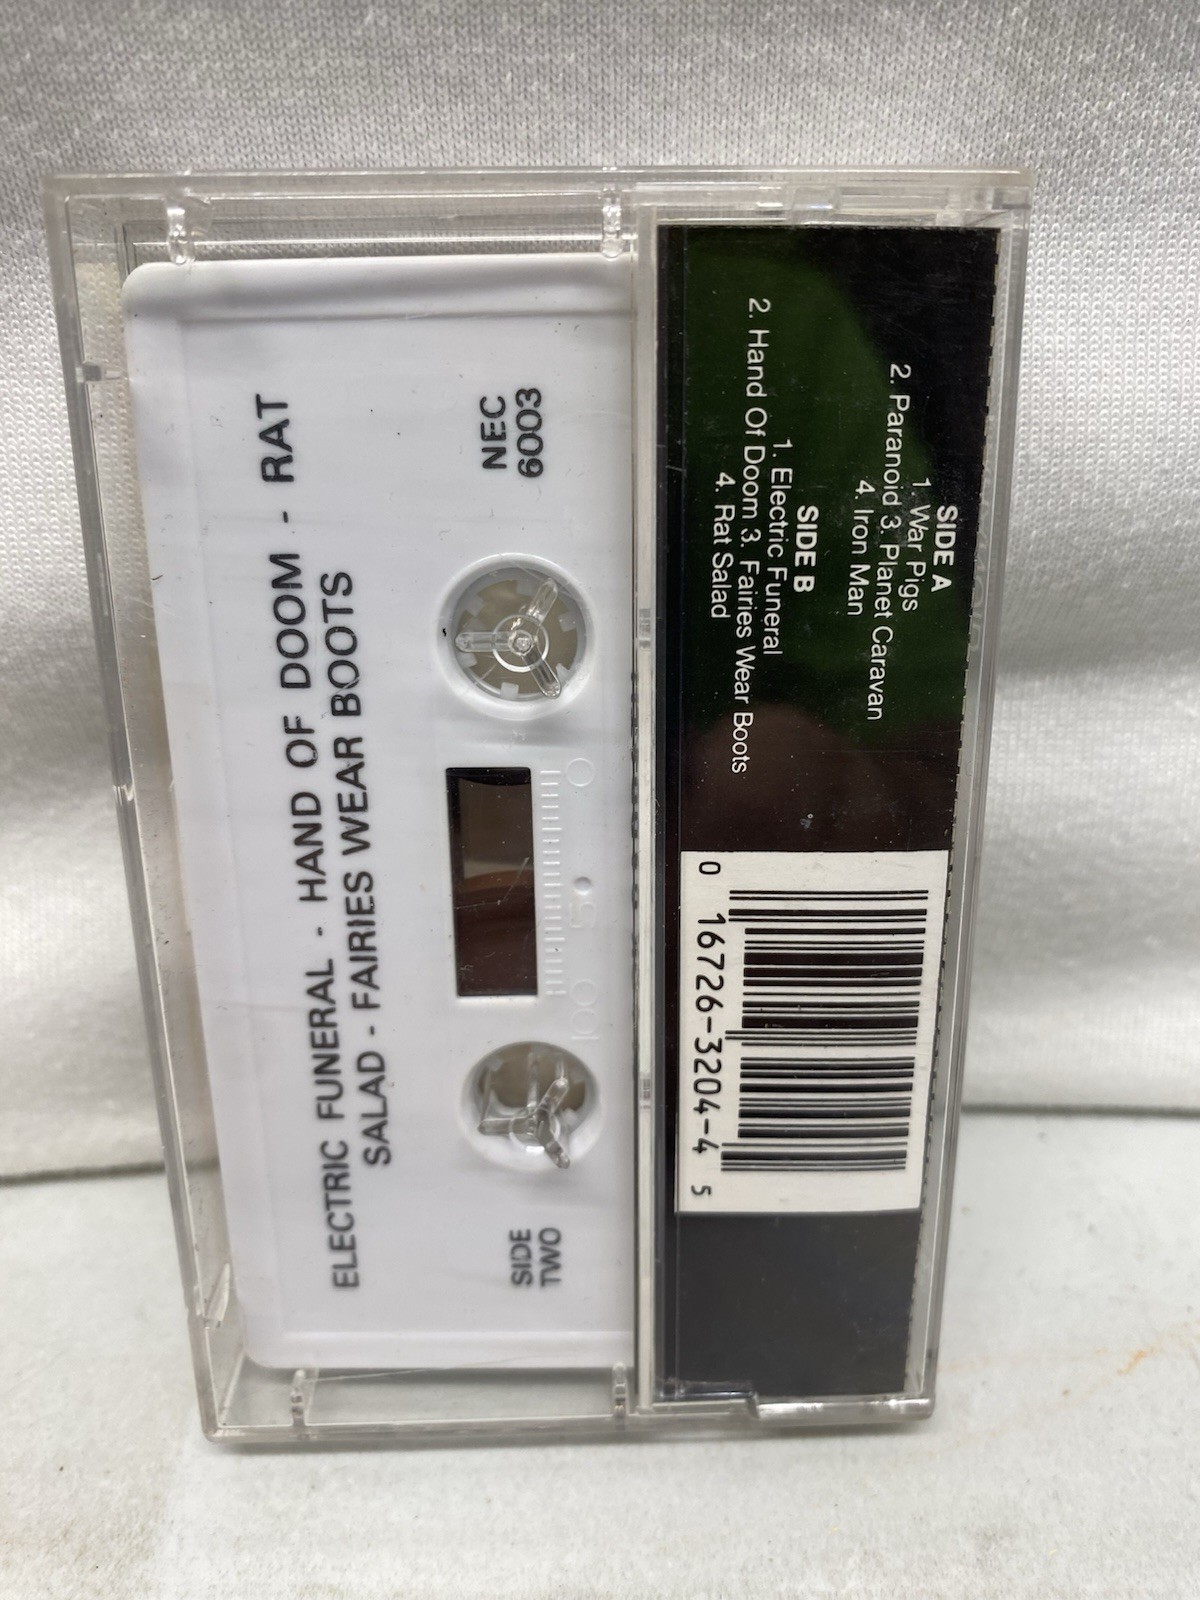 NEC
6003
ELECTRIC FUNERAL - HAND OF DOOM - RAT
SALAD - FAIRIES WEAR BOOTS
SIDE
TWO
0
5
100
SIDE A
1. War Pigs
2. Paranoid 3. Planet Caravan
4. Iron Man
SIDE B
1. Electric Funeral
2. Hand Of Doom 3. Fairies Wear Boots
4. Rat Salad
0 16726-3204-4 5